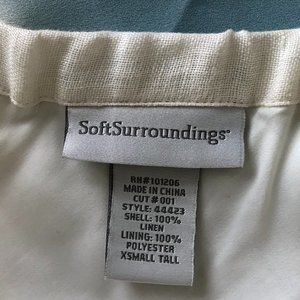 SoftSurroundings®
RN#101206
MADE IN CHINA
CUT #001
STYLE: 44423
SHELL: 100%
LINEN
LINING: 100%
POLYESTER
XSMALL TALL